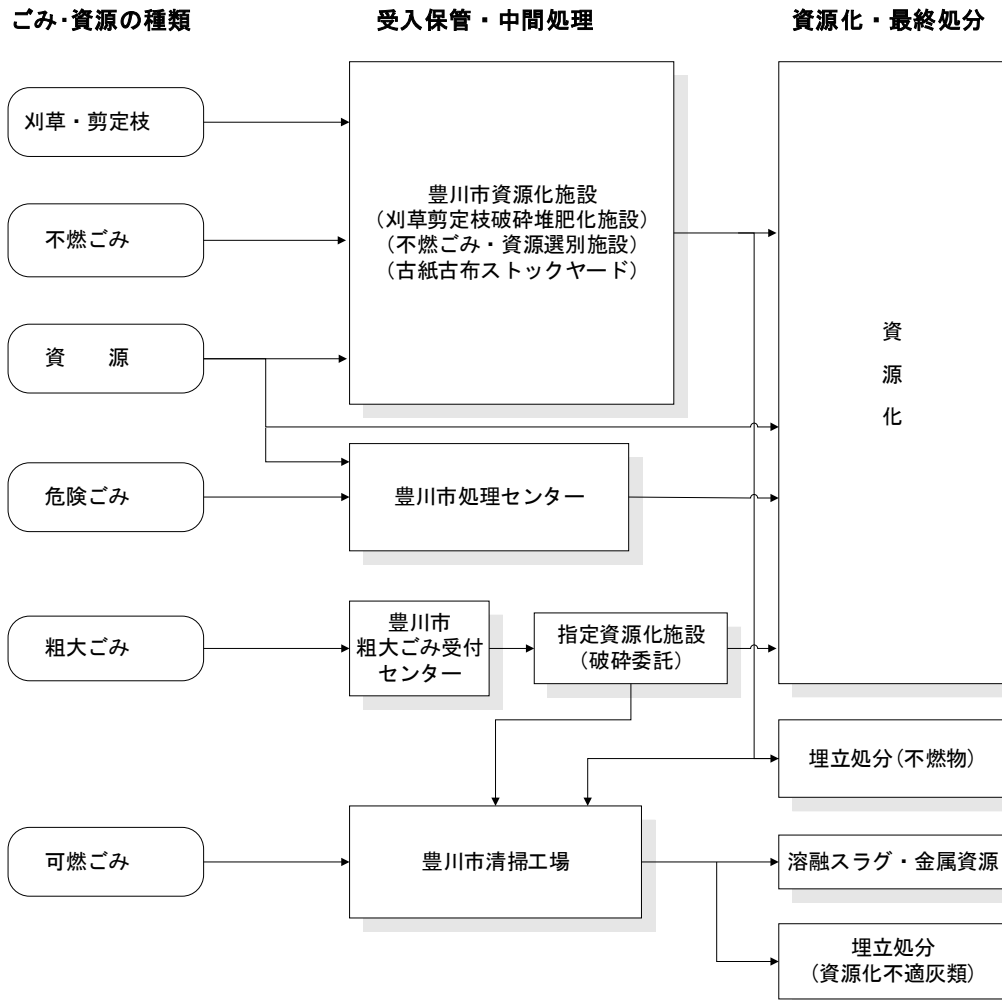 ごみ・資源の種類
受入保管・中間処理
資源化・最終処分
刈草・剪定枝
不燃ごみ
資　源
危険ごみ
粗大ごみ
可燃ごみ
豊川市資源化施設
(刈草剪定枝破砕堆肥化施設)
(不燃ごみ・資源選別施設)
(古紙古布ストックヤード)
豊川市処理センター
豊川市
粗大ごみ受付
センター
指定資源化施設
(破砕委託)
豊川市清掃工場
資
源
化
埋立処分(不燃物)
溶融スラグ・金属資源
埋立処分
(資源化不適灰類)